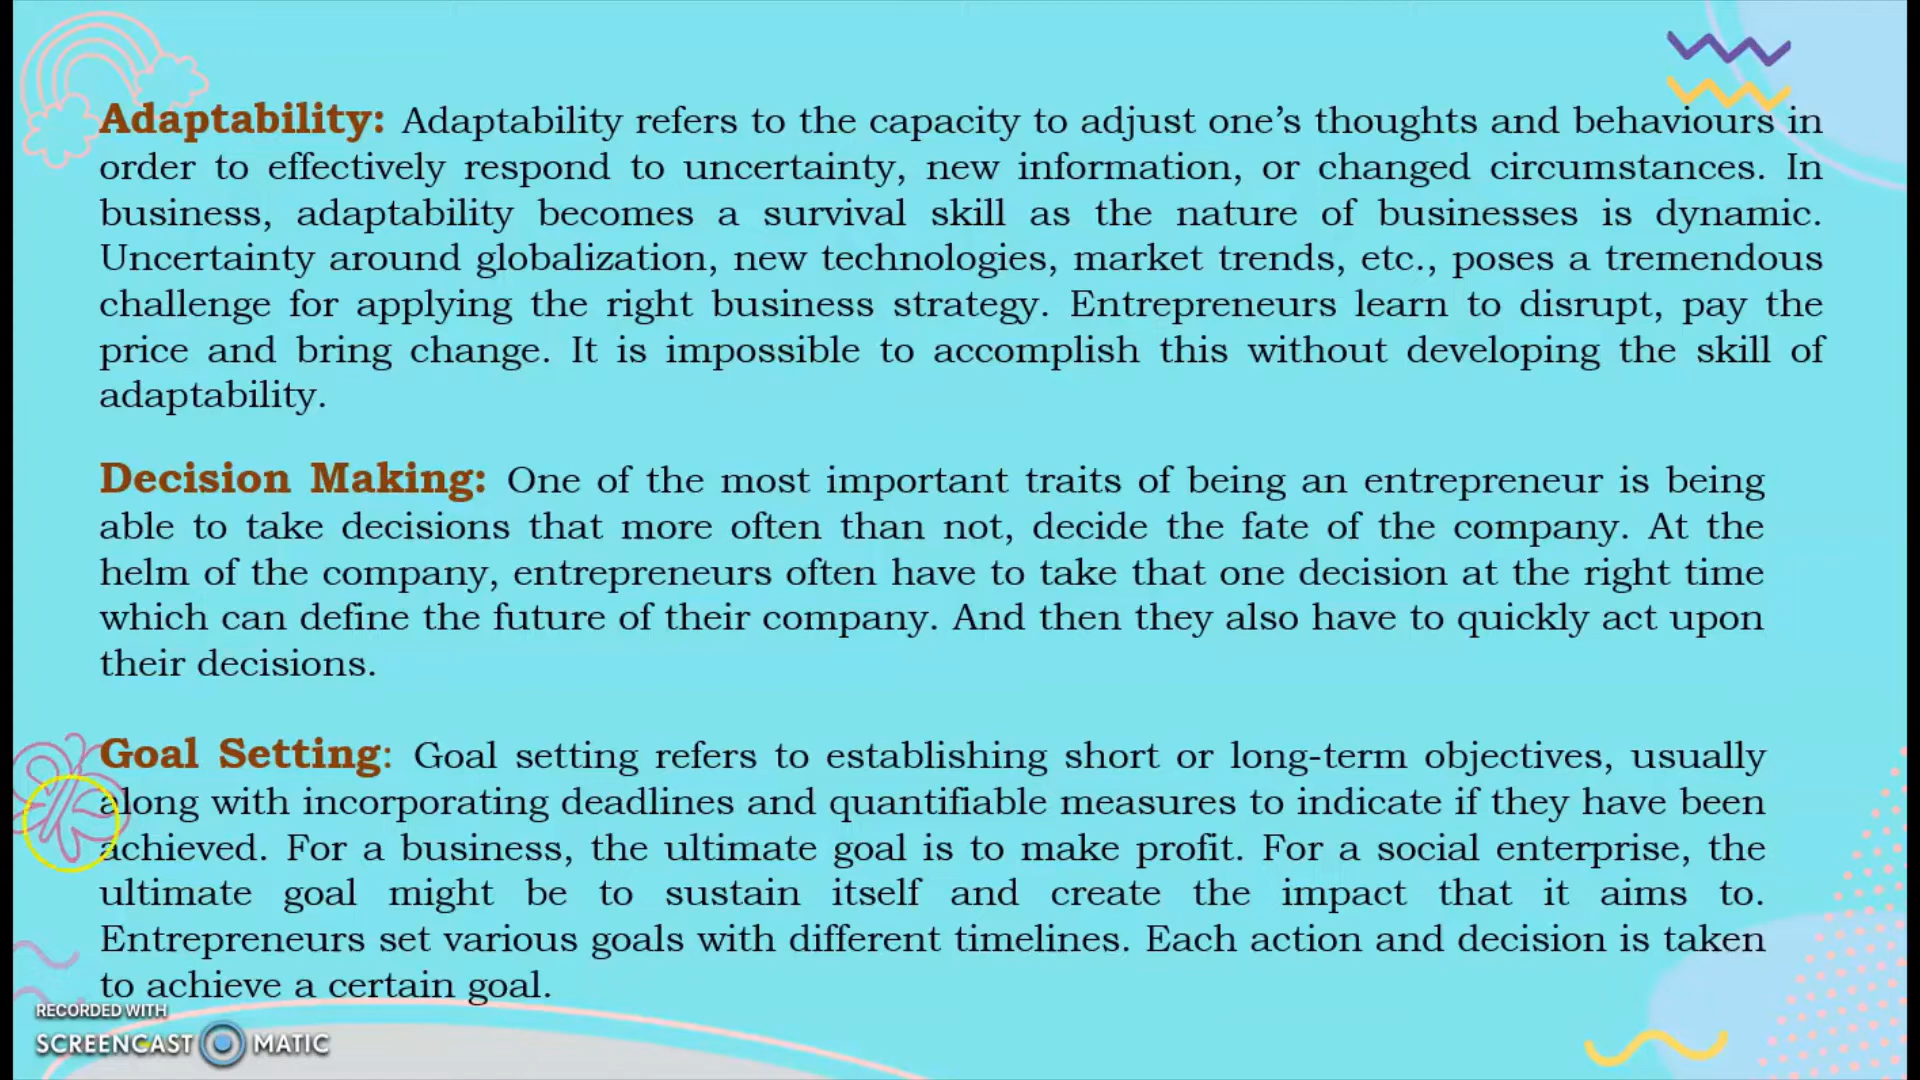 Adaptability: Adaptability refers to the capacity to adjust one’s thoughts and behaviours in
order to effectively respond to uncertainty, new information, or changed circumstances. In
business, adaptability becomes a survival skill as the nature of businesses is dynamic.
Uncertainty around globalization, new technologies, market trends, etc., poses a tremendous
challenge for applying the right business strategy. Entrepreneurs learn to disrupt, pay the
price and bring change. It is impossible to accomplish this without developing the skill of
adaptability.
Decision Making: One of the most important traits of being an entrepreneur is being
able to take decisions that more often than not, decide the fate of the company. At the
helm of the company, entrepreneurs often have to take that one decision at the right time
which can define the future of their company. And then they also have to quickly act upon
their decisions.
Goal Setting: Goal setting refers to establishing short or long-term objectives, usually
along with incorporating deadlines and quantifiable measures to indicate if they have been
achieved. For a business, the ultimate goal is to make profit. For a social enterprise, the
ultimate goal might be to sustain itself and create the impact that it aims to.
Entrepreneurs set various goals with different timelines. Each action and decision is taken
to achieve a certain goal.
RECORDED WITH
SCREENCAST MATIC